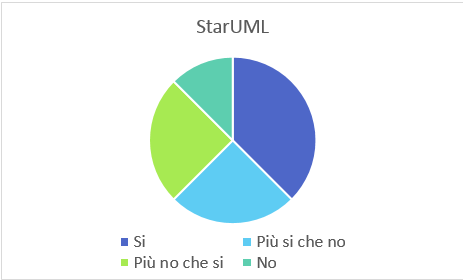 StarUML
Si
Più si che no
Più no che si
No